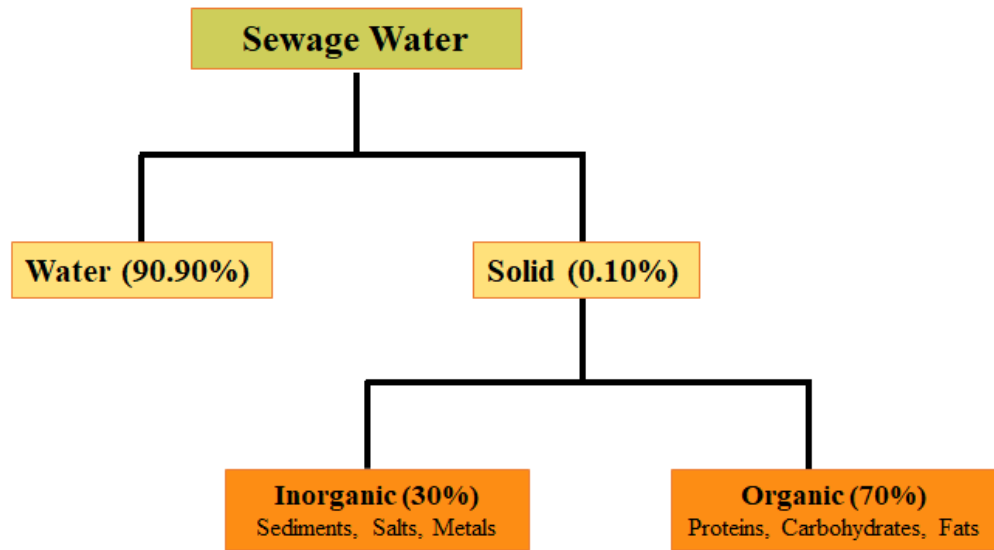 Sewage Water
Water (90.90%)
Solid (0.10%)
Inorganic (30%)
Sediments, Salts, Metals
Organic (70%)
Proteins, Carbohydrates, Fats